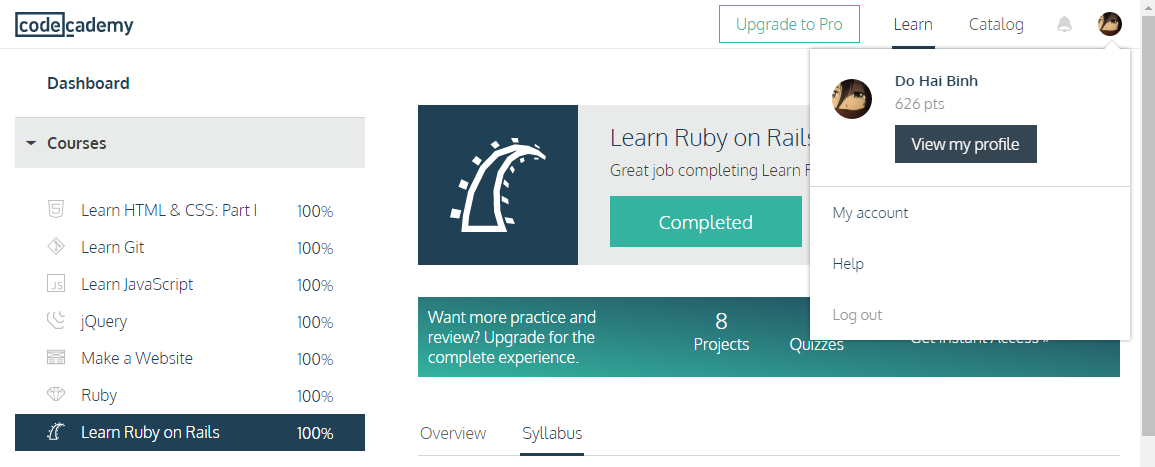 codecademy
Upgrade to Pro
Learn
Catalog
Do Hai Binh
626 pts
View my profile
My account
Help
Log out
Dashboard
Courses
Learn HTML & CSS: Part I 100%
Learn Git 100%
Learn JavaScript 100%
jQuery 100%
Make a Website 100%
Ruby 100%
Learn Ruby on Rails 100%
Learn Ruby on Rails
Great job completing Learn
Completed
Want more practice and
review? Upgrade for the
complete experience.
8
Projects
Quizzes
Get Instant Access »
Overview
Syllabus